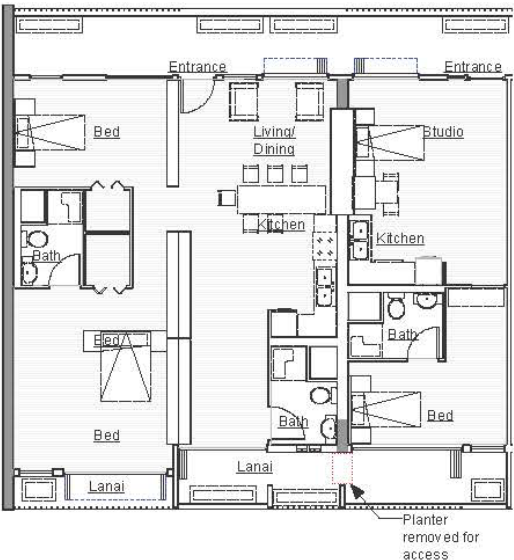 Entrance
Entrance
Bed
Living/
Dining
Studio
Kitchen
Kitchen
Bath
Bed
Bath
Bed
Bath
Bed
Lanai
Lanai
Planter
removed for
access